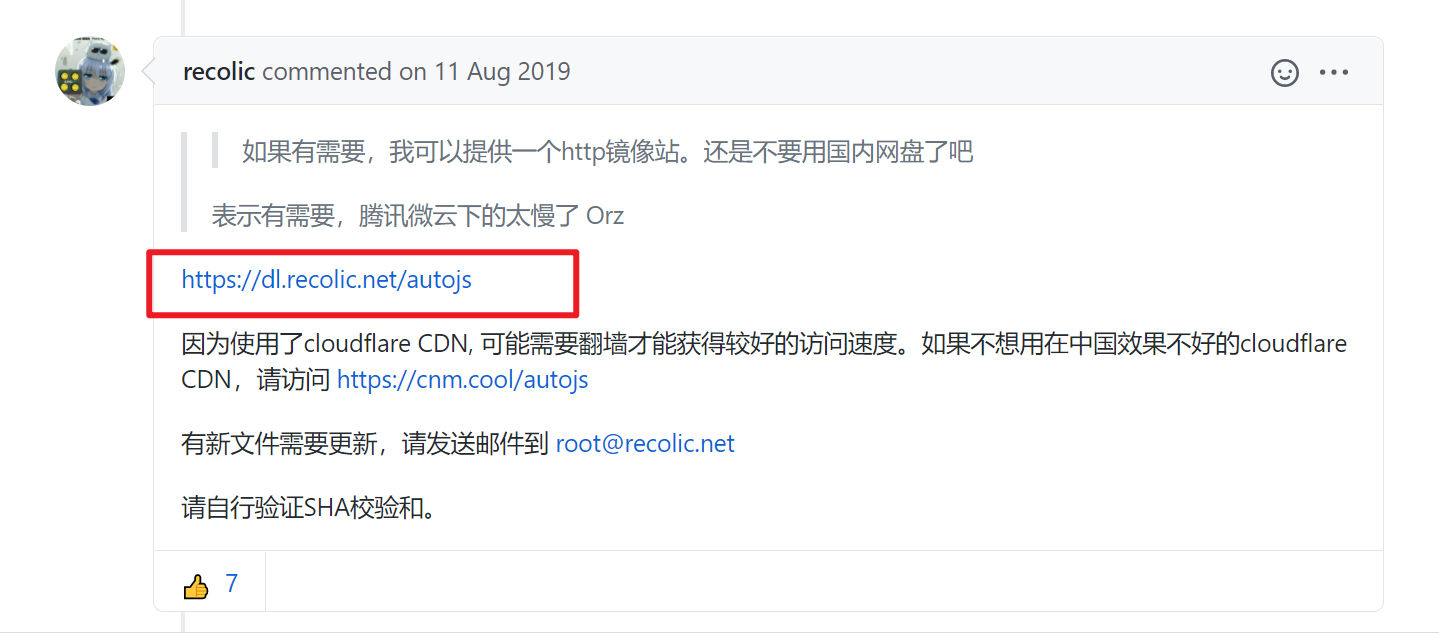 recolic commented on 11 Aug 2019
如果有需要，我可以提供一个http镜像站。还是不要用国内网盘了吧
表示有需要，腾讯微云下的太慢了 Orz
https://dl.recolic.net/autojs
因为使用了cloudflare CDN, 可能需要翻墙才能获得较好的访问速度。如果不想用在中国效果不好的cloudflare
CDN，请访问 https://cnm.cool/autojs
有新文件需要更新，请发送邮件到 root@recolic.net
请自行验证SHA校验和。
7